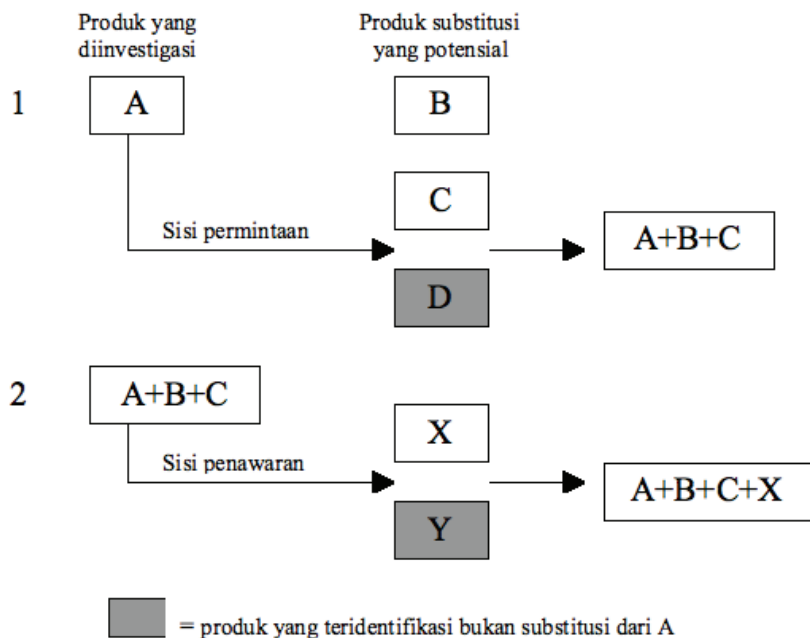 Produk yang
diinvestigasi
Produk substitusi
yang potensial
1
A
B
C
Sisi permintaan
A+B+C
D
2
A+B+C
X
Sisi penawaran
A+B+C+X
Y
= produk yang teridentifikasi bukan substitusi dari A